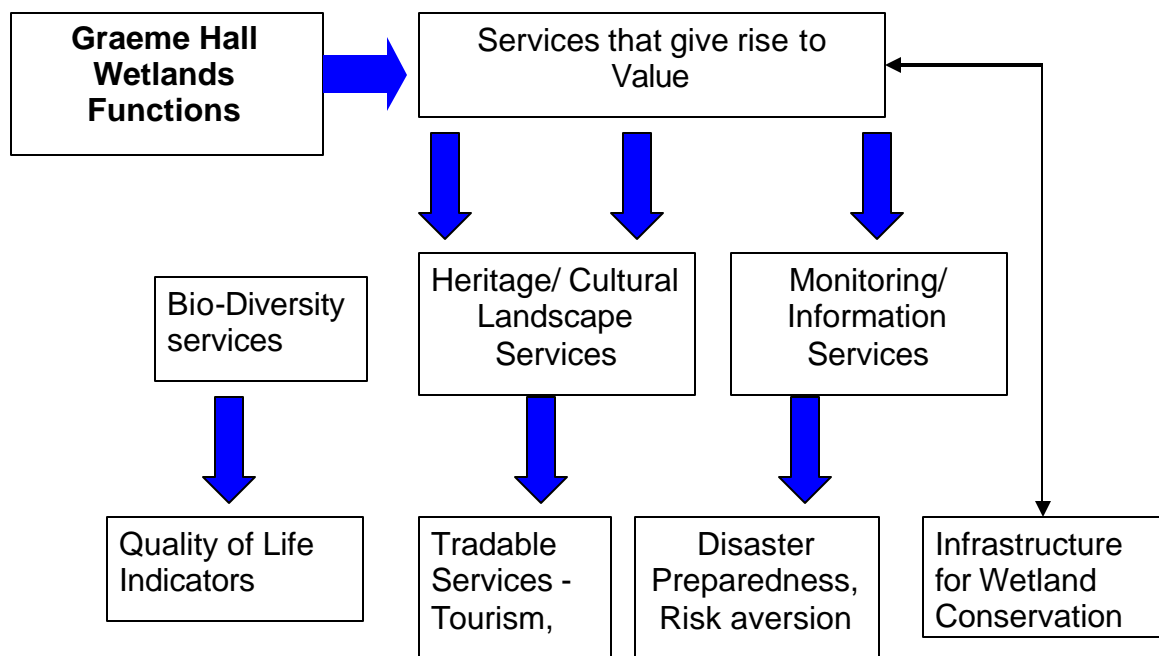 Graeme Hall
Wetlands
Functions
Services that give rise to
Value
Bio-Diversity
services
Heritage/ Cultural
Landscape
Services
Monitoring/
Information
Services
Quality of Life
Indicators
Tradable
Services -
Tourism,
Disaster
Preparedness,
Risk aversion
Infrastructure
for Wetland
Conservation